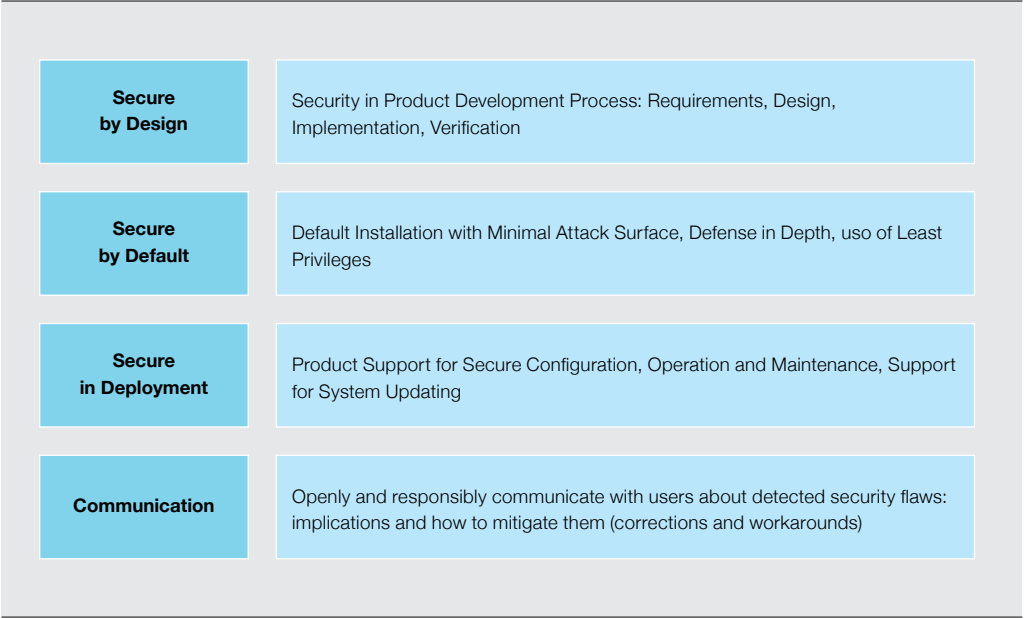 Secure
by Design
Security in Product Development Process: Requirements, Design,
Implementation, Verification
Secure
by Default
Default Installation with Minimal Attack Surface, Defense in Depth, uso of Least
Privileges
Secure
in Deployment
Product Support for Secure Configuration, Operation and Maintenance, Support
for System Updating
Communication
Openly and responsibly communicate with users about detected security flaws:
implications and how to mitigate them (corrections and workarounds)